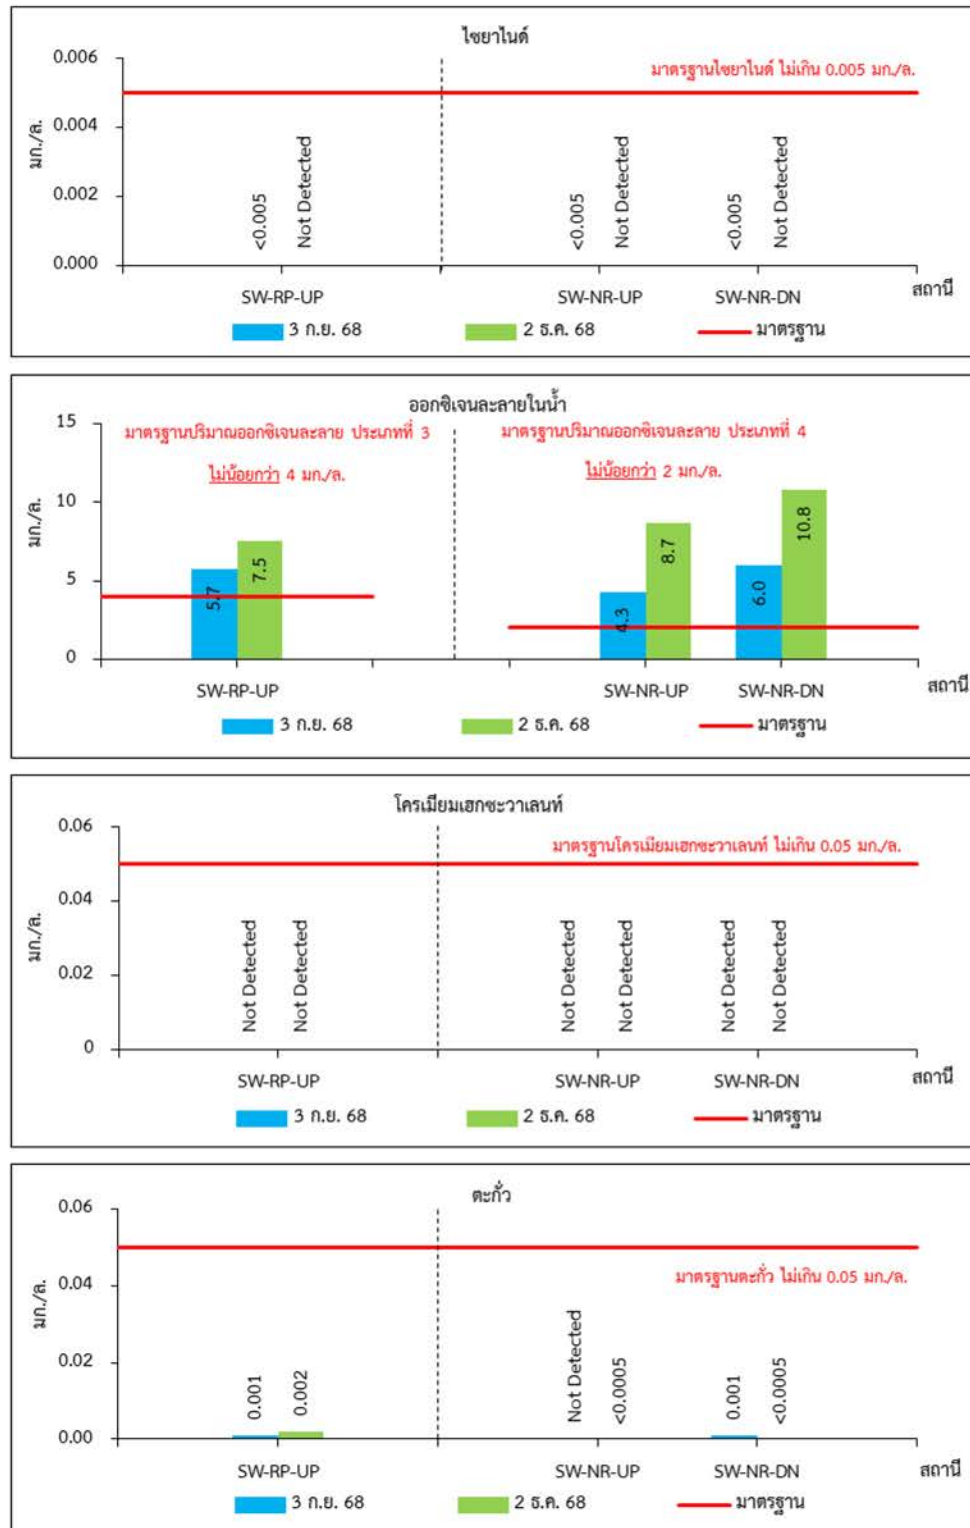 ไซยาไนด์
0.006
มาตรฐานไซยาไนด์ ไม่เกิน 0.005 มก./ล.
0.004
มก./ล.
0.002
0.000
<0.005
Not Detected
<0.005
Not Detected
<0.005
Not Detected
SW-RP-UP
SW-NR-UP
SW-NR-DN
สถานี
3 ก.ย. 68
2 ธ.ค. 68
มาตรฐาน
ออกซิเจนละลายในน้ำ
15
มาตรฐานปริมาณออกซิเจนละลาย ประเภทที่ 3
ไม่น้อยกว่า 4 มก./ล.
มาตรฐานปริมาณออกซิเจนละลาย ประเภทที่ 4
ไม่น้อยกว่า 2 มก./ล.
10
มก./ล.
5
0
5.7
7.5
4.3
8.7
6.0
10.8
SW-RP-UP
SW-NR-UP
SW-NR-DN
สถานี
3 ก.ย. 68
2 ธ.ค. 68
มาตรฐาน
โครเมียมเฮกซะวาเลนท์
0.06
มาตรฐานโครเมียมเฮกซะวาเลนท์ ไม่เกิน 0.05 มก./ล.
0.04
มก./ล.
0.02
0
Not Detected
Not Detected
Not Detected
Not Detected
Not Detected
Not Detected
SW-RP-UP
SW-NR-UP
SW-NR-DN
สถานี
3 ก.ย. 68
2 ธ.ค. 68
มาตรฐาน
ตะกั่ว
0.06
มาตรฐานตะกั่ว ไม่เกิน 0.05 มก./ล.
0.04
มก./ล.
0.02
0.00
0.001
0.002
Not Detected
<0.0005
0.001
<0.0005
SW-RP-UP
SW-NR-UP
SW-NR-DN
สถานี
3 ก.ย. 68
2 ธ.ค. 68
มาตรฐาน